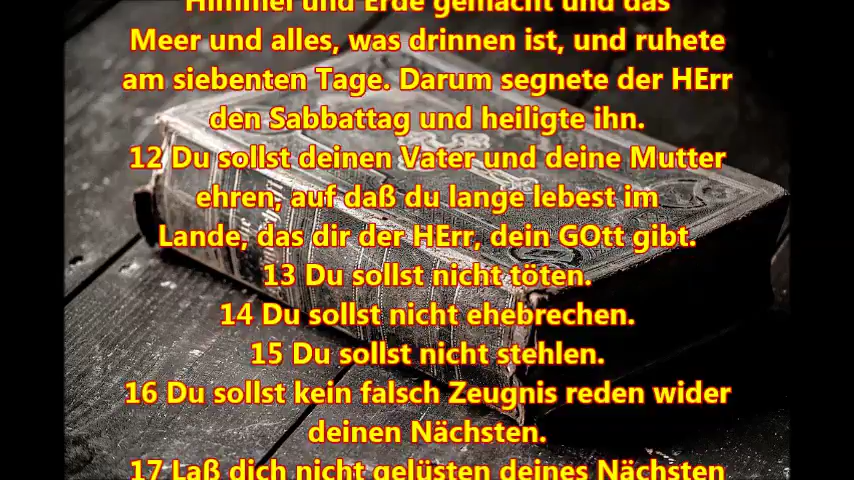 Himmel und Erde gemacht und das
Meer und alles, was drinnen ist, und ruhete
am siebenten Tage. Darum segnete der HErr
den Sabbattag und heiligte ihn.
12 Du sollst deinen Vater und deine Mutter
ehren, auf daß du lange lebest im
Lande, das dir der HErr, dein GOtt gibt.
13 Du sollst nicht töten.
14 Du sollst nicht ehebrechen.
15 Du sollst nicht stehlen.
16 Du sollst kein falsch Zeugnis reden wider
deinen Nächsten.
17 Laß dich nicht gelüsten deines Nächsten